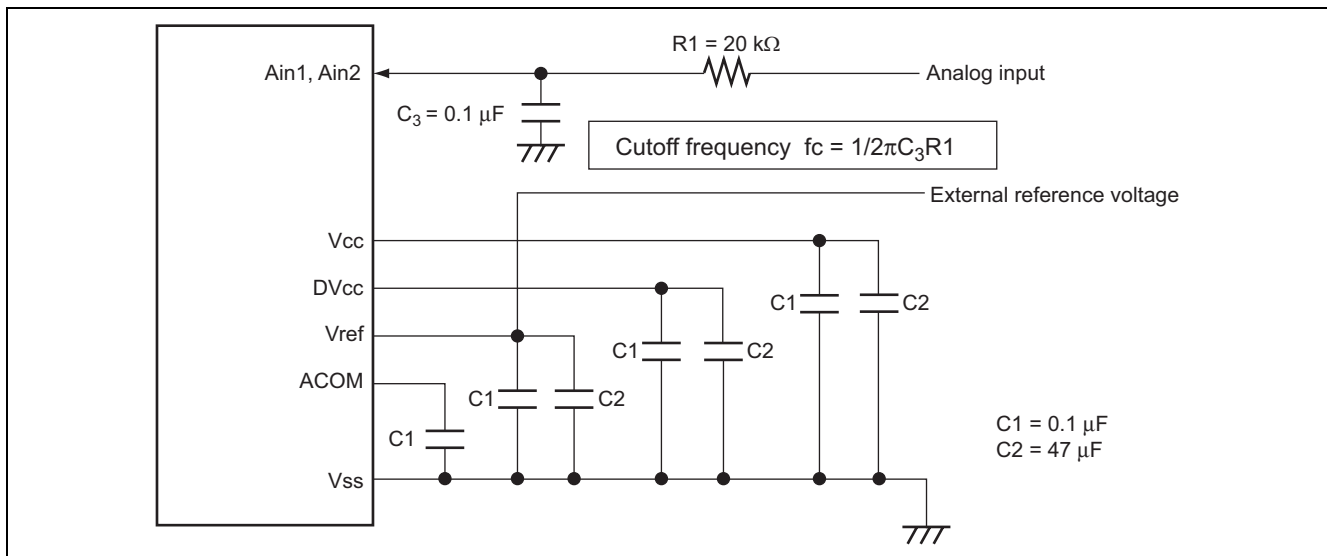 R1 = 20 kΩ
Ain1, Ain2
Analog input
C3 = 0.1 μF
Cutoff frequency fc = 1/2πC3R1
External reference voltage
Vcc
DVcc
C1
C2
Vref
C1
C2
ACOM
C1
C2
C1
C1 = 0.1 μF
C2 = 47 μF
Vss